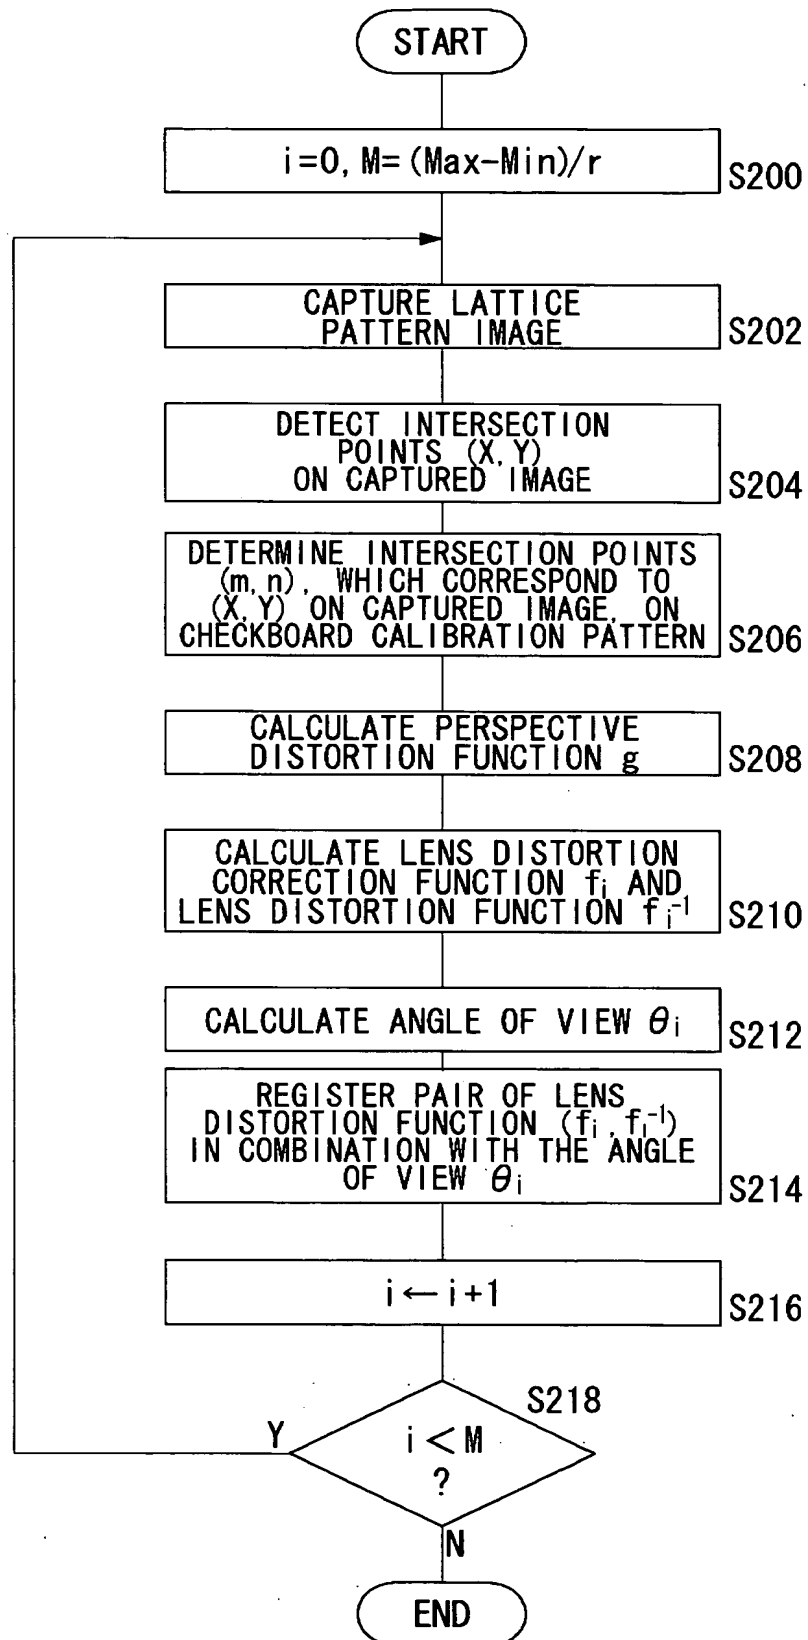 START
i=0, M=(Max-Min)/r
S200
CAPTURE LATTICE
PATTERN IMAGE
S202
DETECT INTERSECTION
POINTS (X, Y)
ON CAPTURED IMAGE
S204
DETERMINE INTERSECTION POINTS
(m, n), WHICH CORRESPOND TO
(X, Y) ON CAPTURED IMAGE, ON
CHECKBOARD CALIBRATION PATTERN
S206
CALCULATE PERSPECTIVE
DISTORTION FUNCTION g
S208
CALCULATE LENS DISTORTION
CORRECTION FUNCTION fi AND
LENS DISTORTION FUNCTION fi⁻¹
S210
CALCULATE ANGLE OF VIEW θi
S212
REGISTER PAIR OF LENS
DISTORTION FUNCTION (fi, fi⁻¹)
IN COMBINATION WITH THE ANGLE
OF VIEW θi
S214
i ← i+1
S216
S218
i < M
?
Y
N
END